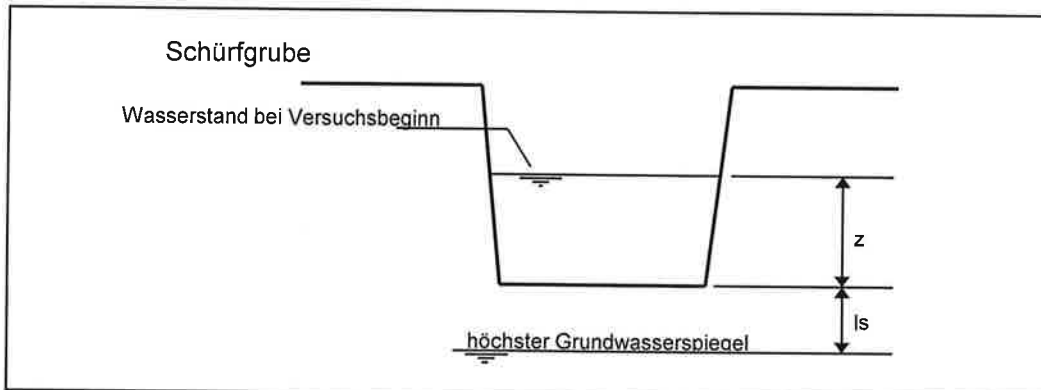 Schürfgrube
Wasserstand bei Versuchsbeginn
z
ls
höchster Grundwasserspiegel